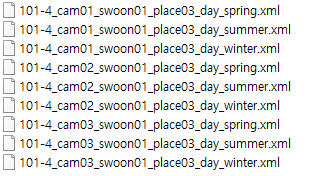 101-4_cam01_swoon01_place03_day_spring.xml
101-4_cam01_swoon01_place03_day_summer.xml
101-4_cam01_swoon01_place03_day_winter.xml
101-4_cam02_swoon01_place03_day_spring.xml
101-4_cam02_swoon01_place03_day_summer.xml
101-4_cam02_swoon01_place03_day_winter.xml
101-4_cam03_swoon01_place03_day_spring.xml
101-4_cam03_swoon01_place03_day_summer.xml
101-4_cam03_swoon01_place03_day_winter.xml